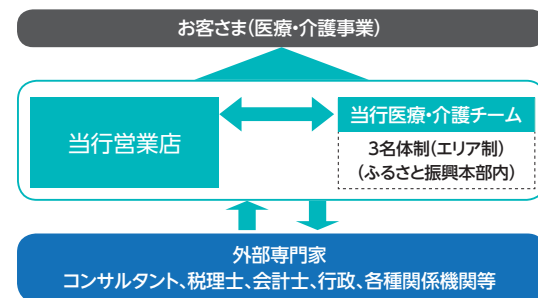 お客さま(医療・介護事業)
当行営業店
当行医療・介護チーム
3名体制(エリア制)
(ふるさと振興本部内)
外部専門家
コンサルタント、税理士、会計士、行政、各種関係機関等